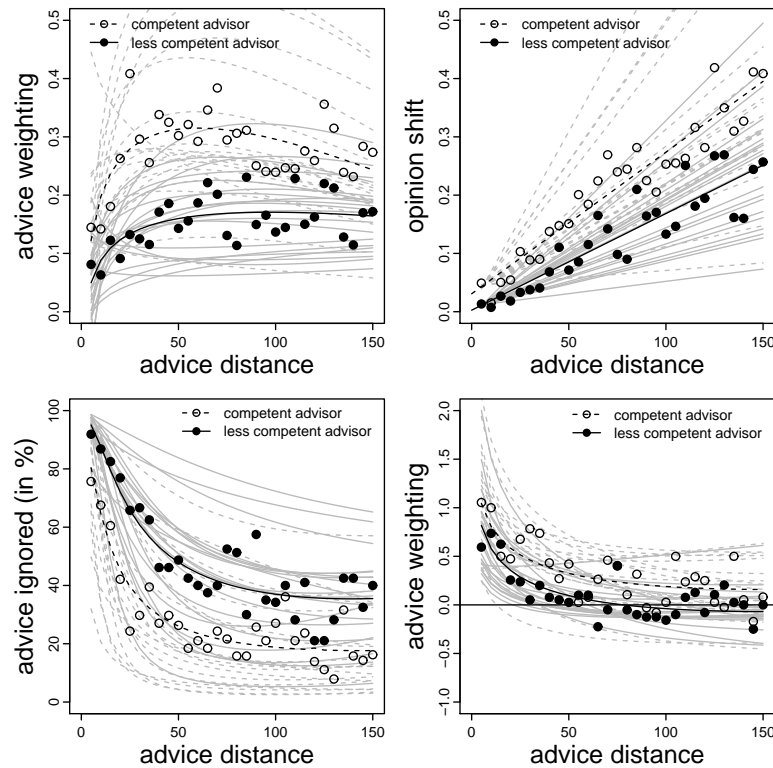 competent advisor
less competent advisor
advice weighting
0.0 0.1 0.2 0.3 0.4 0.5
0 50 100 150
advice distance
competent advisor
less competent advisor
opinion shift
0.0 0.1 0.2 0.3 0.4 0.5
0 50 100 150
advice distance
competent advisor
less competent advisor
advice ignored (in %)
0 20 40 60 80 100
0 50 100 150
advice distance
competent advisor
less competent advisor
advice weighting
−1.0 −0.5 0.0 0.5 1.0 1.5 2.0
0 50 100 150
advice distance